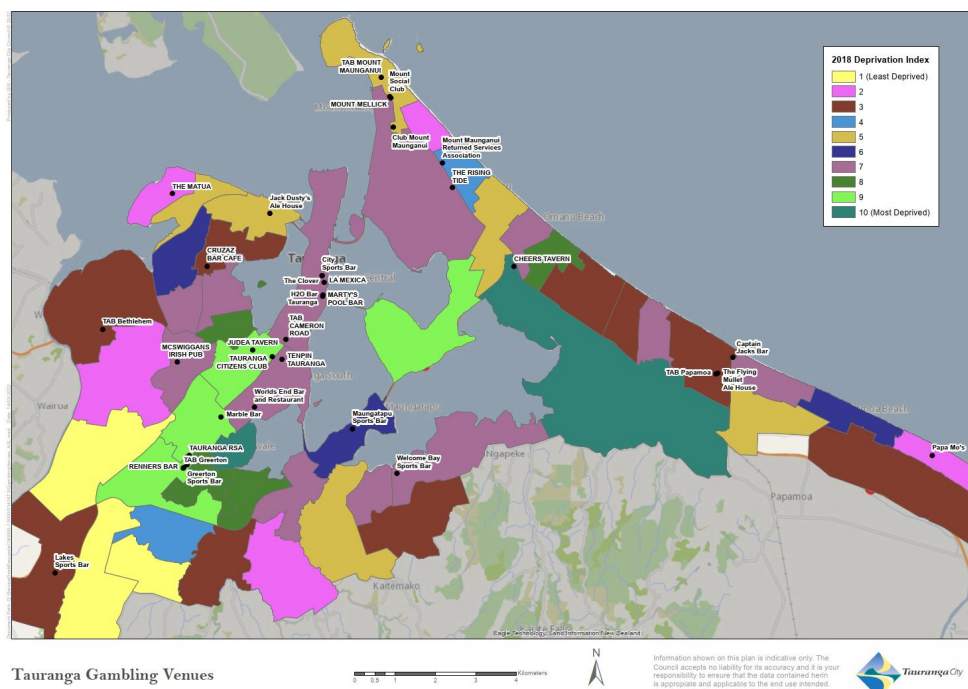 TAB MOUNT
MAUNGANUI
Mount
Social
Club
MOUNT MELLICK
Club Mount
Maunganui
Mount Maunganui
Returned Services
Association
THE RISING
TIDE
THE MATUA
Jack Dusty's
Ale House
CRUZAZ
BAR CAFE
City
Sports Bar
The Clover
LA MEXICA
H2O Bar
Tauranga
MARTY'S
POOL BAR
CHEERS TAVERN
TAB Bethlehem
TAB
CAMERON
ROAD
MCSWIGGANS
IRISH PUB
JUDEA TAVERN
TAURANGA
CITIZENS CLUB
TENPIN
TAURANGA
Worlds End Bar
and Restaurant
Marble Bar
Maungatapu
Sports Bar
TAURANGA RSA
TAB Greerton
RENNERS BAR
Greerton
Sports Bar
Welcome Bay
Sports Bar
Lakes
Sports Bar
Captain
Jacks Bar
TAB Papamoa
The Flying
Mullet
Ale House
Papa Mo's
Wairua
Ngapeke
Papamoa
Kaitemako
2018 Deprivation Index
1 (Least Deprived)
2
3
4
5
6
7
8
9
10 (Most Deprived)
Eagle Technology, Land Information New Zealand
Tauranga Gambling Venues
Kilometers
0 0.5 1 2 3 4
N
Information shown on this plan is indicative only. The
Council accepts no liability for its accuracy and it is your
responsibility to ensure that the data contained herin
is appropiate and applicable to the end use intended.
Tauranga City